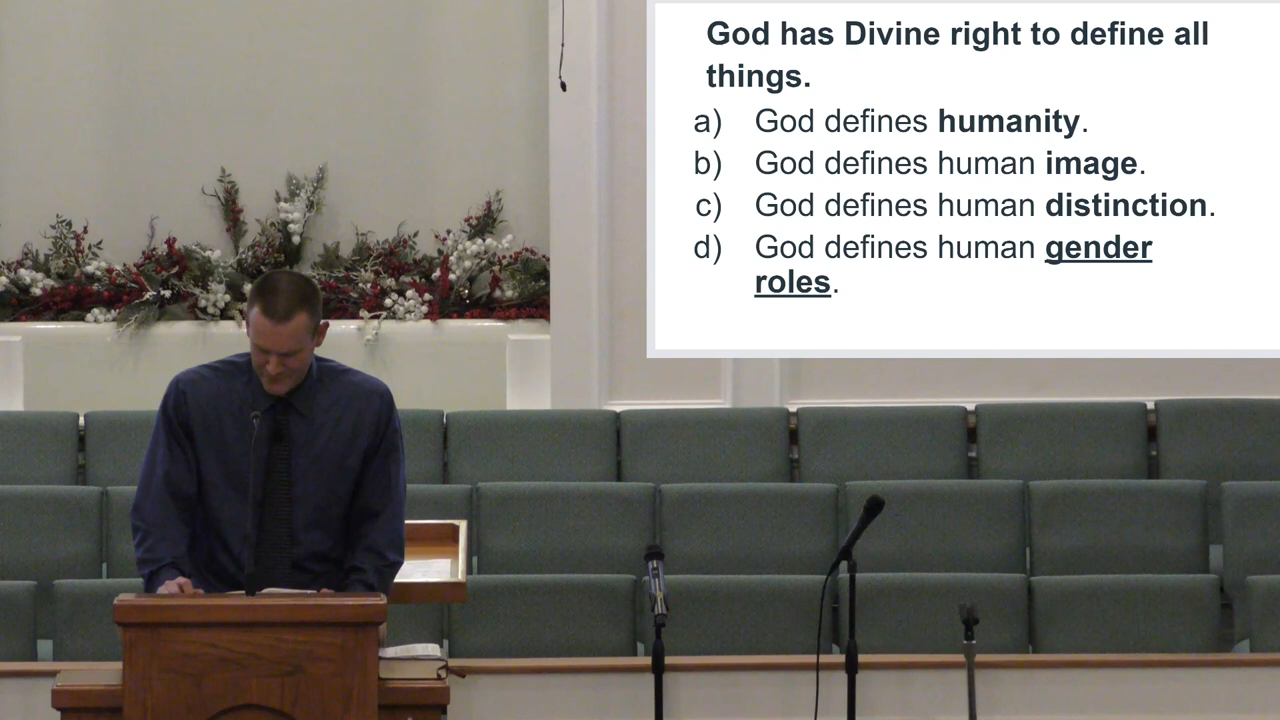 God has Divine right to define all
things.
a) God defines humanity.
b) God defines human image.
c) God defines human distinction.
d) God defines human gender
roles.